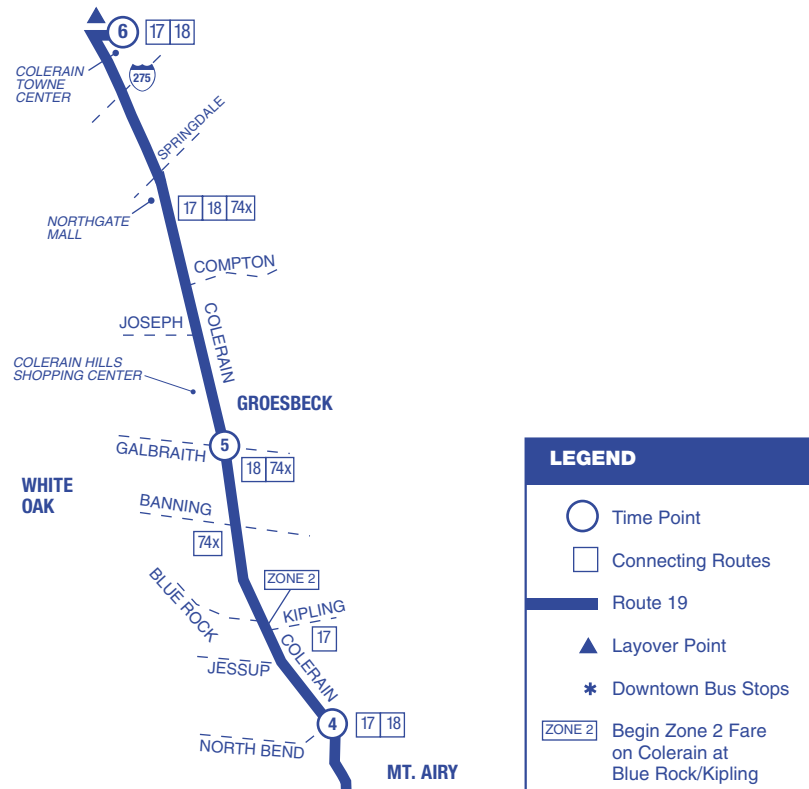 6
17 18
COLERAIN
TOWNE
CENTER
275
SPRINGDALE
NORTHGATE
MALL
17 18 74x
COMPTON
JOSEPH
COLERAIN
COLERAIN HILLS
SHOPPING CENTER
GROESBECK
GALBRAITH
5
18 74x
WHITE
OAK
BANNING
74x
BLUE ROCK
ZONE 2
KIPLING
17
JESSUP
COLERAIN
4
17 18
NORTH BEND
MT. AIRY
LEGEND
Time Point
Connecting Routes
Route 19
Layover Point
* Downtown Bus Stops
ZONE 2 Begin Zone 2 Fare
on Colerain at
Blue Rock/Kipling